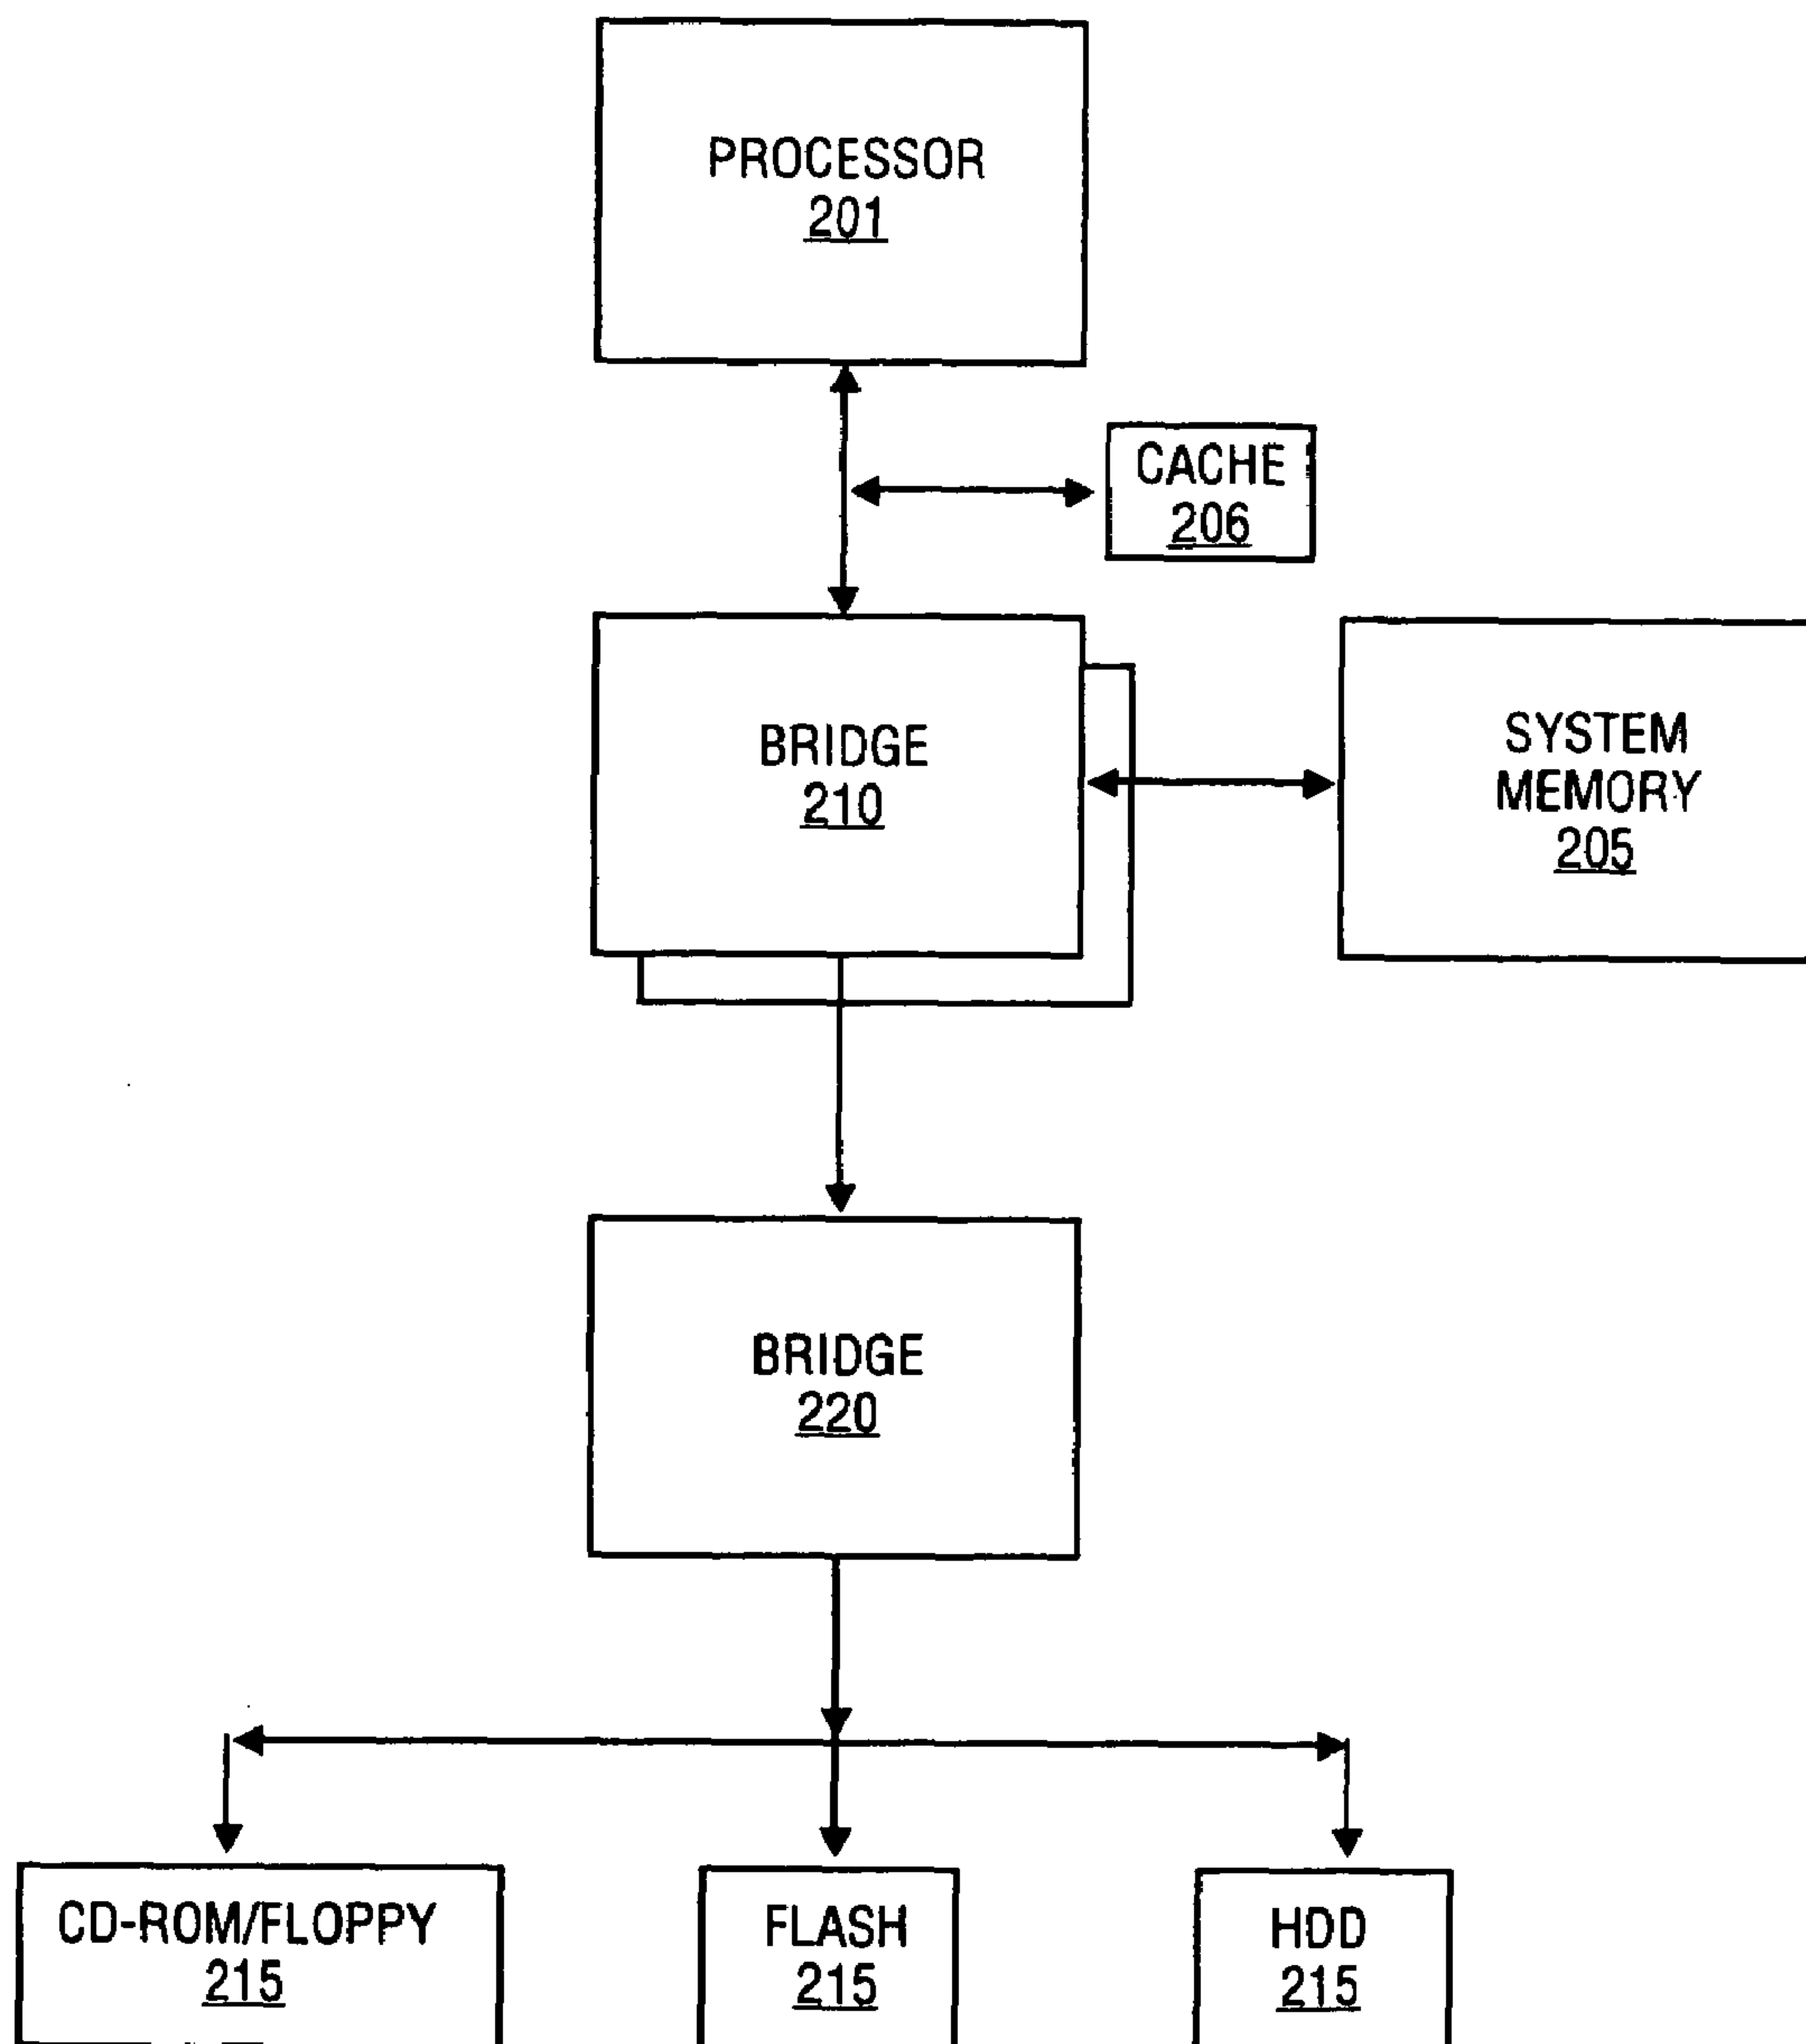 PROCESSOR
201
CACHE
206
BRIDGE
210
SYSTEM
MEMORY
205
BRIDGE
220
CD-ROM/FLOPPY
215
FLASH
215
HDD
215